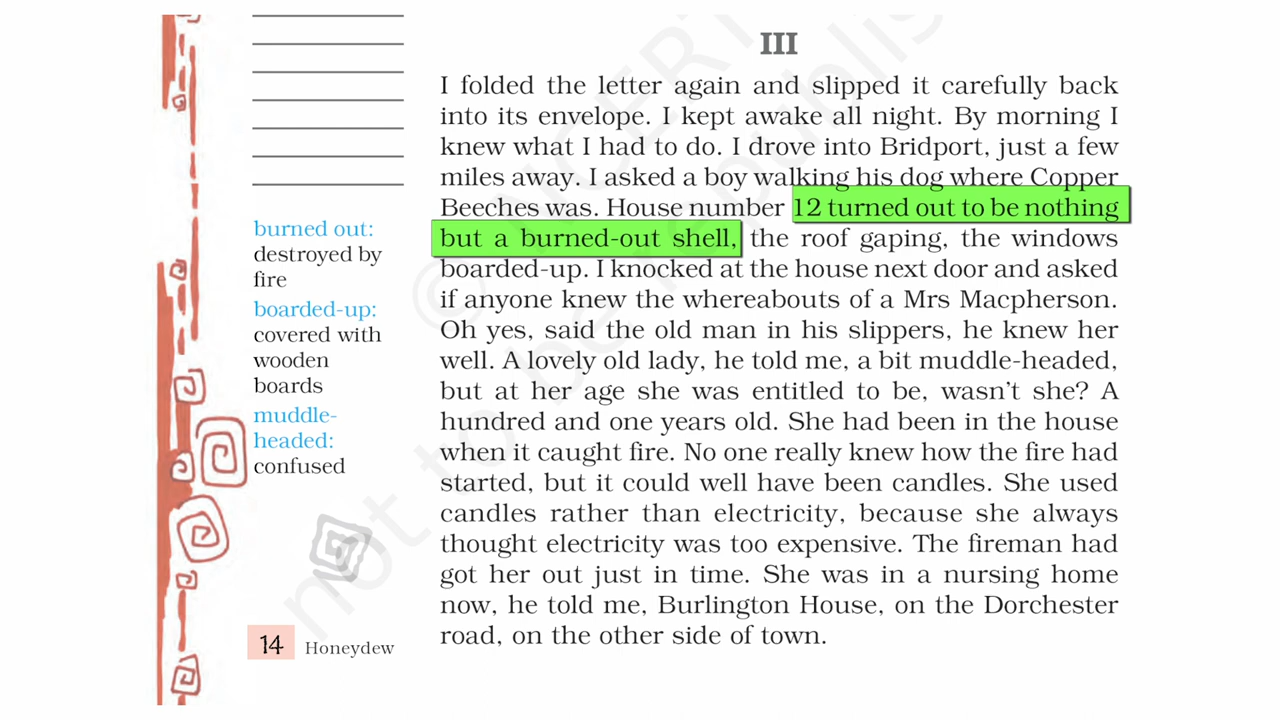 III
I folded the letter again and slipped it carefully back
into its envelope. I kept awake all night. By morning I
knew what I had to do. I drove into Bridport, just a few
miles away. I asked a boy walking his dog where Copper
Beeches was. House number 12 turned out to be nothing
but a burned-out shell, the roof gaping, the windows
boarded-up. I knocked at the house next door and asked
if anyone knew the whereabouts of a Mrs Macpherson.
Oh yes, said the old man in his slippers, he knew her
well. A lovely old lady, he told me, a bit muddle-headed,
but at her age she was entitled to be, wasn't she? A
hundred and one years old. She had been in the house
when it caught fire. No one really knew how the fire had
started, but it could well have been candles. She used
candles rather than electricity, because she always
thought electricity was too expensive. The fireman had
got her out just in time. She was in a nursing home
now, he told me, Burlington House, on the Dorchester
road, on the other side of town.
burned out:
destroyed by
fire
boarded-up:
covered with
wooden
boards
muddle-
headed:
confused
14 Honeydew
© NCERT
not to be republis